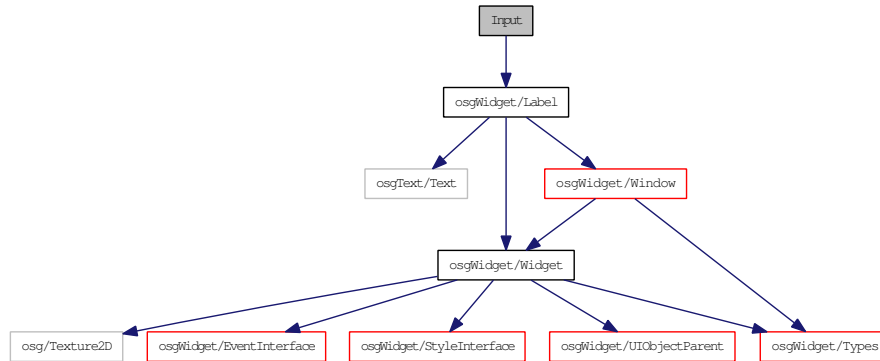 Input
osgWidget/Label
osgText/Text
osgWidget/Window
osgWidget/Widget
osg/Texture2D
osgWidget/EventInterface
osgWidget/StyleInterface
osgWidget/UIObjectParent
osgWidget/Types